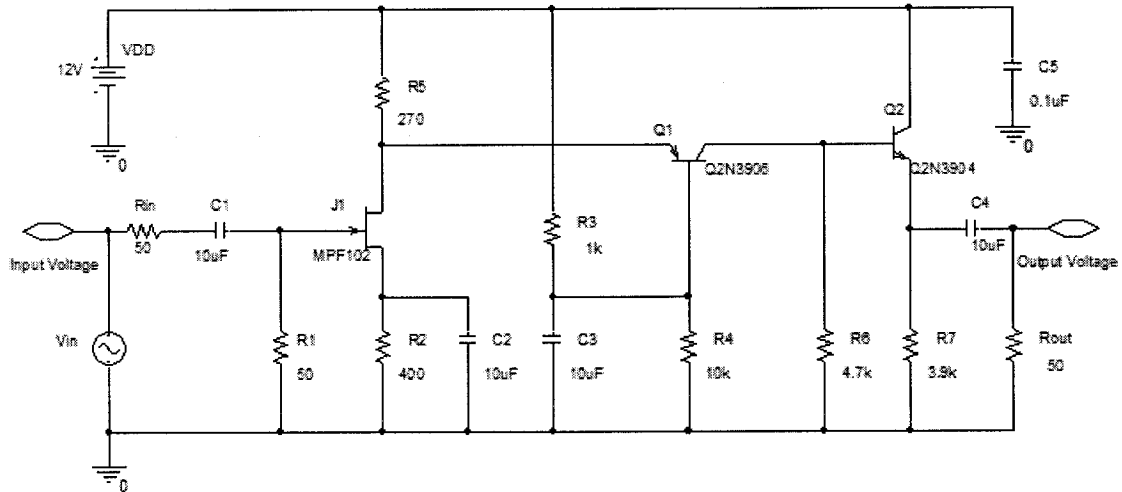 VDD
12V
0
R5
270
Q1
Q2N3906
Q2
Q2N3904
C5
0.1uF
0
Rin
50
C1
10uF
J1
MPF102
R3
1k
C4
10uF
Input Voltage
Output Voltage
Vin
R1
50
R2
400
C2
10uF
C3
10uF
R4
10k
R6
4.7k
R7
3.9k
Rout
50
0